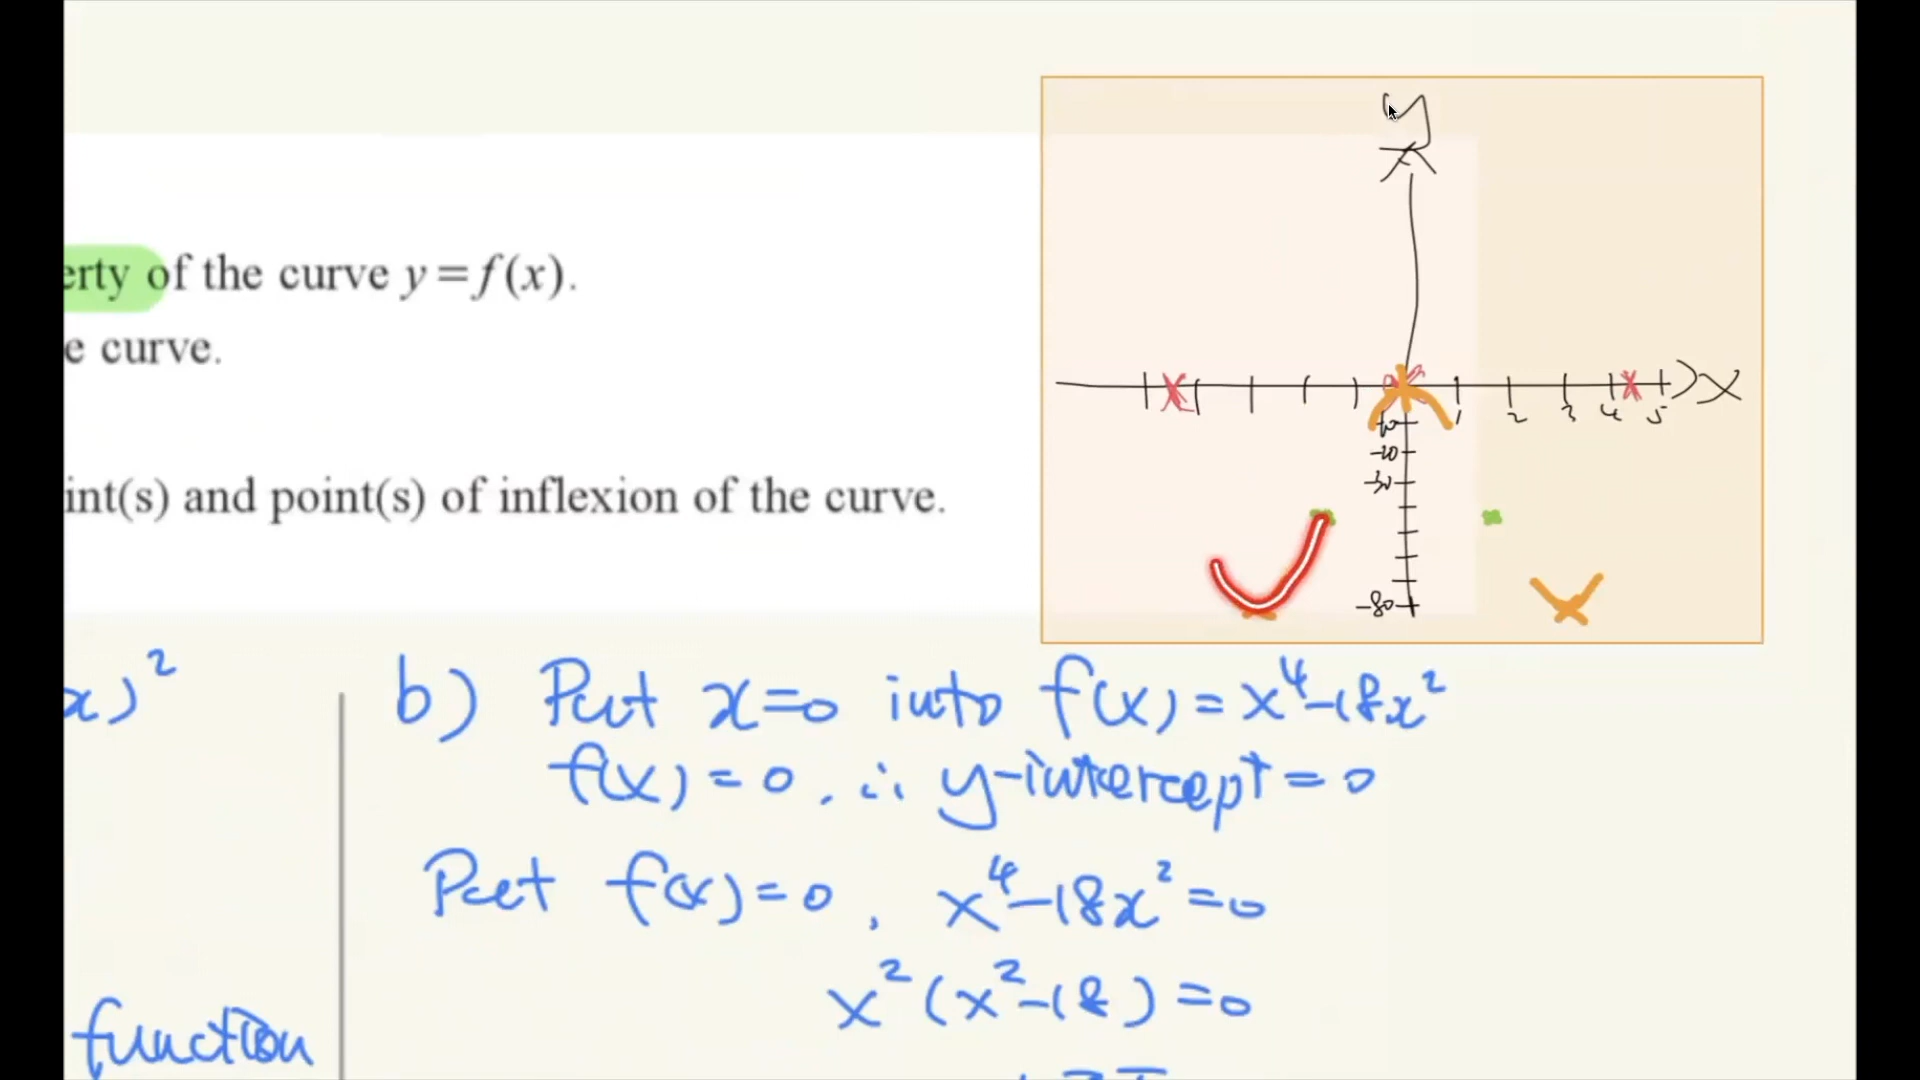 y
erty of the curve y=f(x).
e curve.
x
1 2 3 4 5
-20
-30
int(s) and point(s) of inflexion of the curve.
-80
x)²
b) Put x=0 into f(x)=x⁴-18x²
f(x)=0, ∴ y-intercept=0
Put f(x)=0, x⁴-18x²=0
x²(x²-18)=0
function